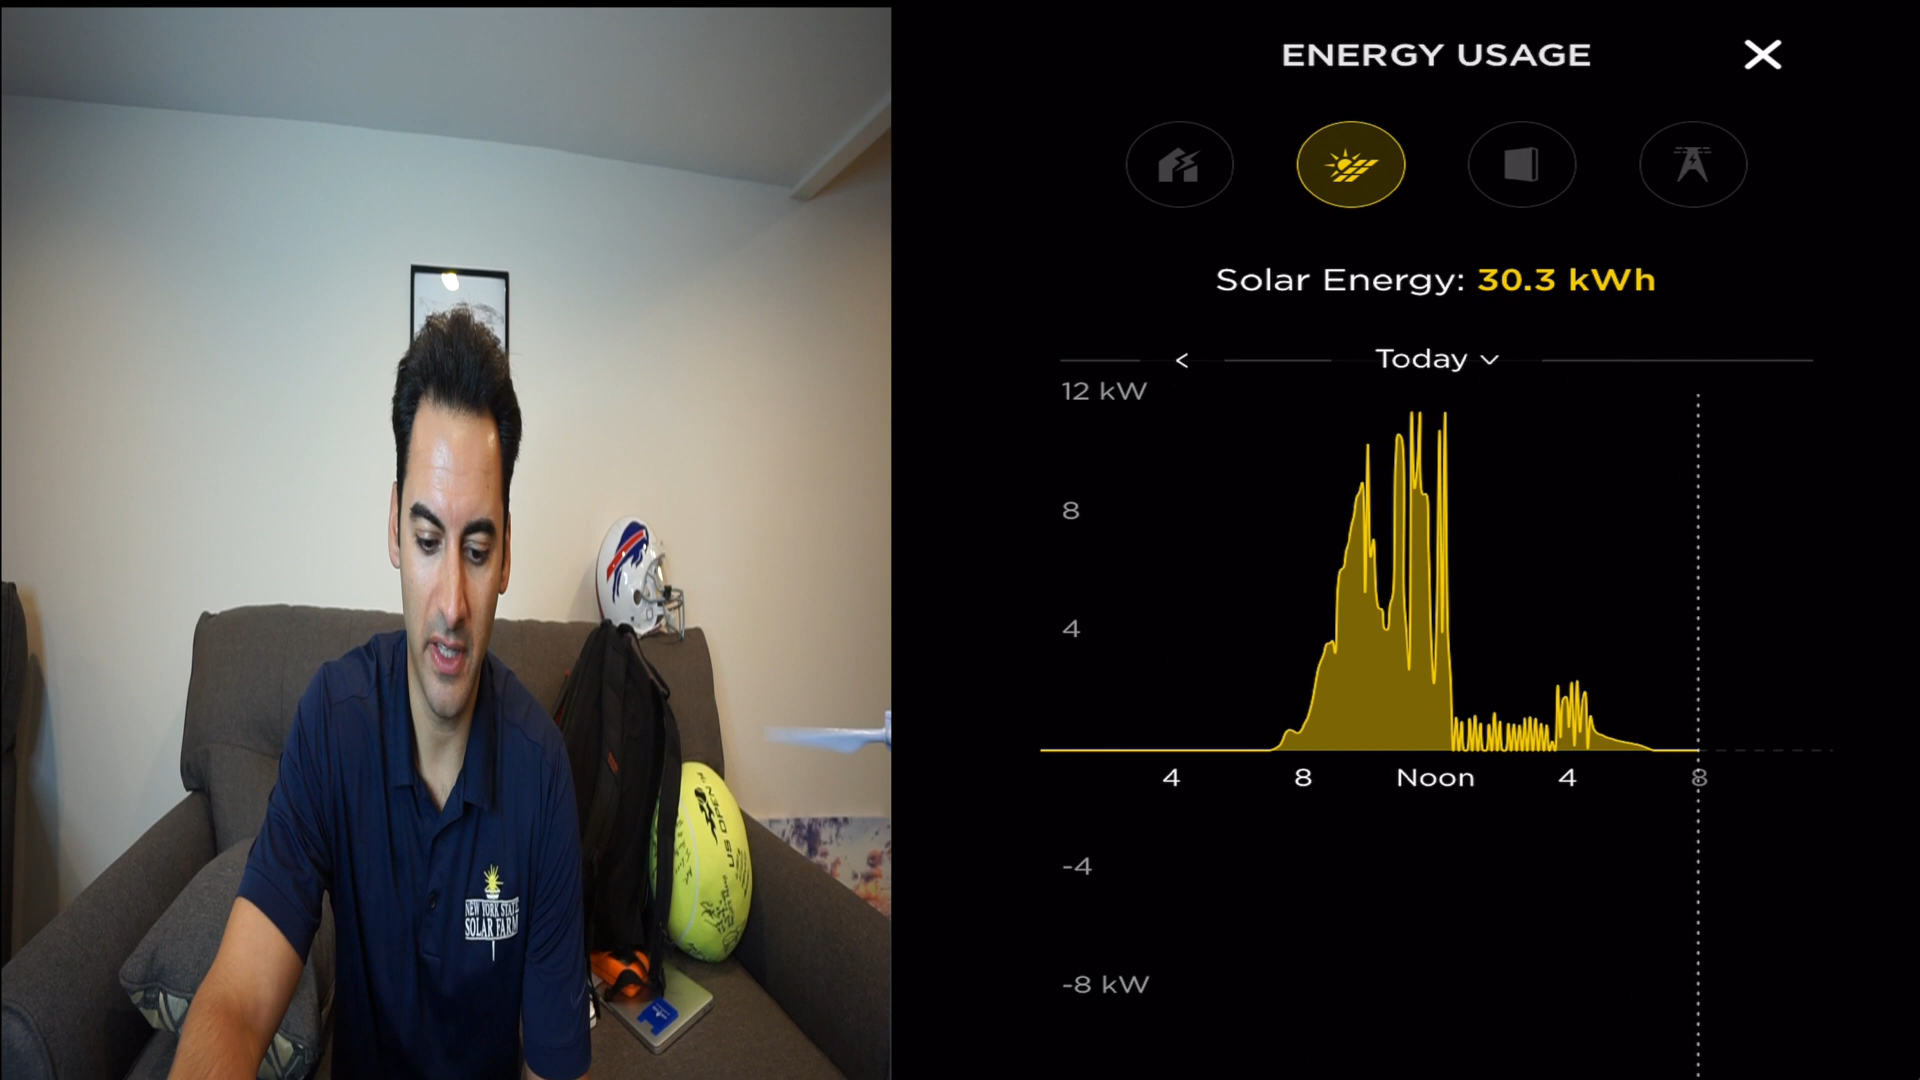 ENERGY USAGE
Solar Energy: 30.3 kWh
< Today
12 kW
8
4
4 8 Noon 4 8
-4
-8 kW
NEW YORK STATE
SOLAR FARM
US OPEN